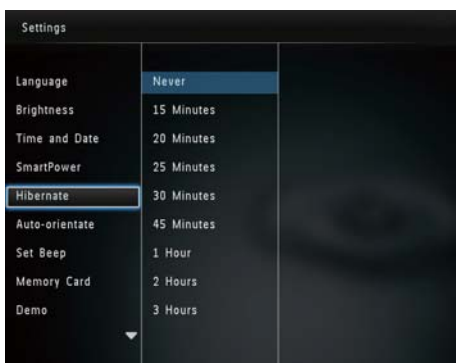 Settings
Language
Brightness
Time and Date
SmartPower
Hibernate
Auto-orientate
Set Beep
Memory Card
Demo
Never
15 Minutes
20 Minutes
25 Minutes
30 Minutes
45 Minutes
1 Hour
2 Hours
3 Hours